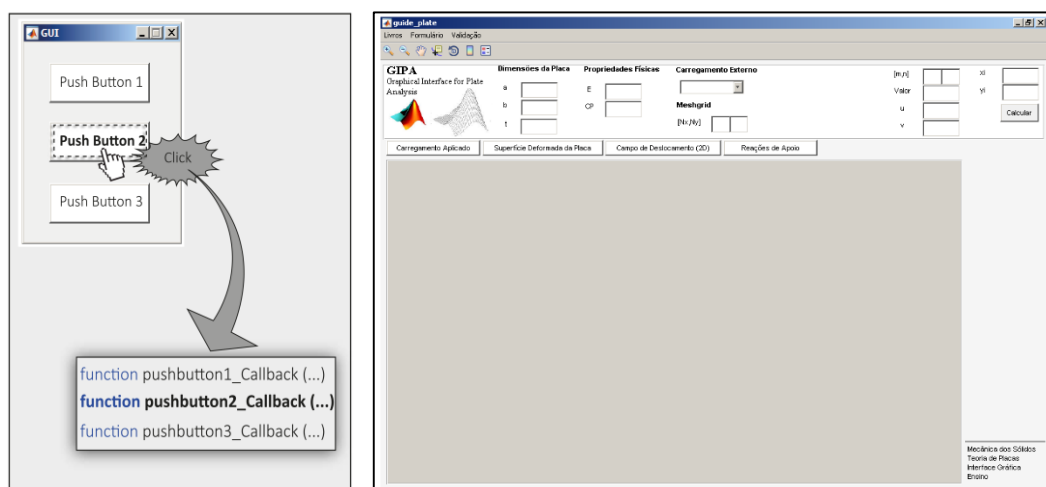 GUI
Push Button 1
Push Button 2
Click
Push Button 3
function pushbutton1_Callback (...)
function pushbutton2_Callback (...)
function pushbutton3_Callback (...)
guide_plate
Livros Formulário Validação
GIPA
Graphical Interface for Plate
Analysis
Dimensões da Placa
a
b
t
Propriedades Físicas
E
CP
Carregamento Externo
Meshgrid
[Nx,Ny]
[m,n]
Valor
u
v
xi
yi
Calcular
Carregamento Aplicado Superfície Deformada da Placa Campo de Deslocamento (2D) Reações de Apoio
Mecânica dos Sólidos
Teoria de Placas
Interface Gráfica
Ensino